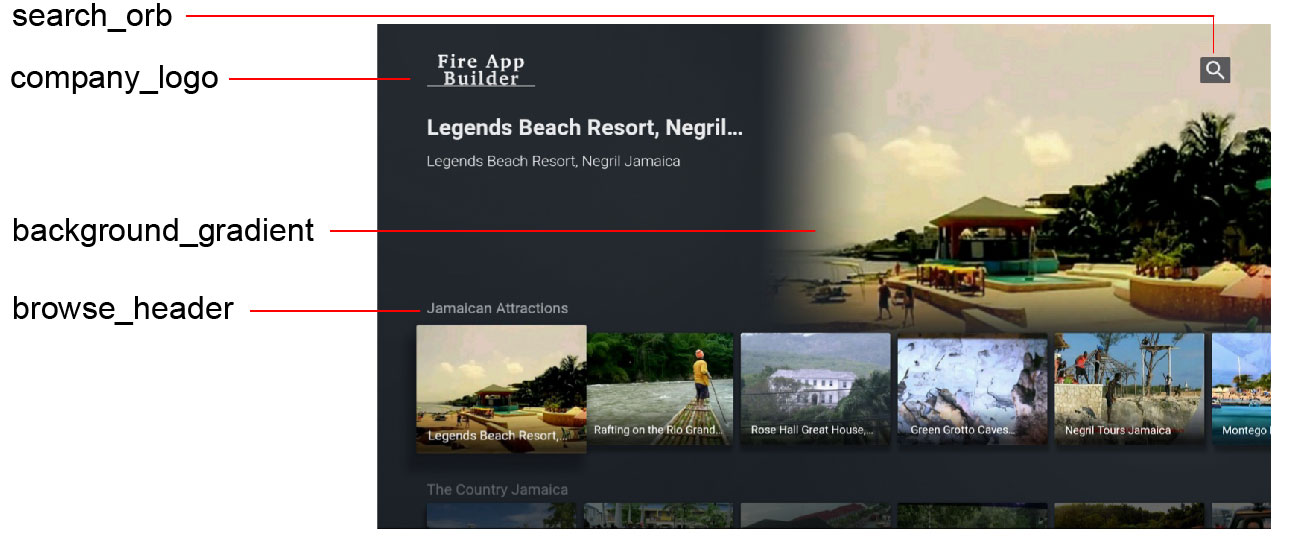 search_orb
company_logo
Fire App
Builder
Legends Beach Resort, Negril...
Legends Beach Resort, Negril Jamaica
background_gradient
browse_header
Jamaican Attractions
Legends Beach Resort,...
Rafting on the Rio Grand...
Rose Hall Great House,...
Green Grotto Caves...
Negril Tours Jamaica
Montego
The Country Jamaica